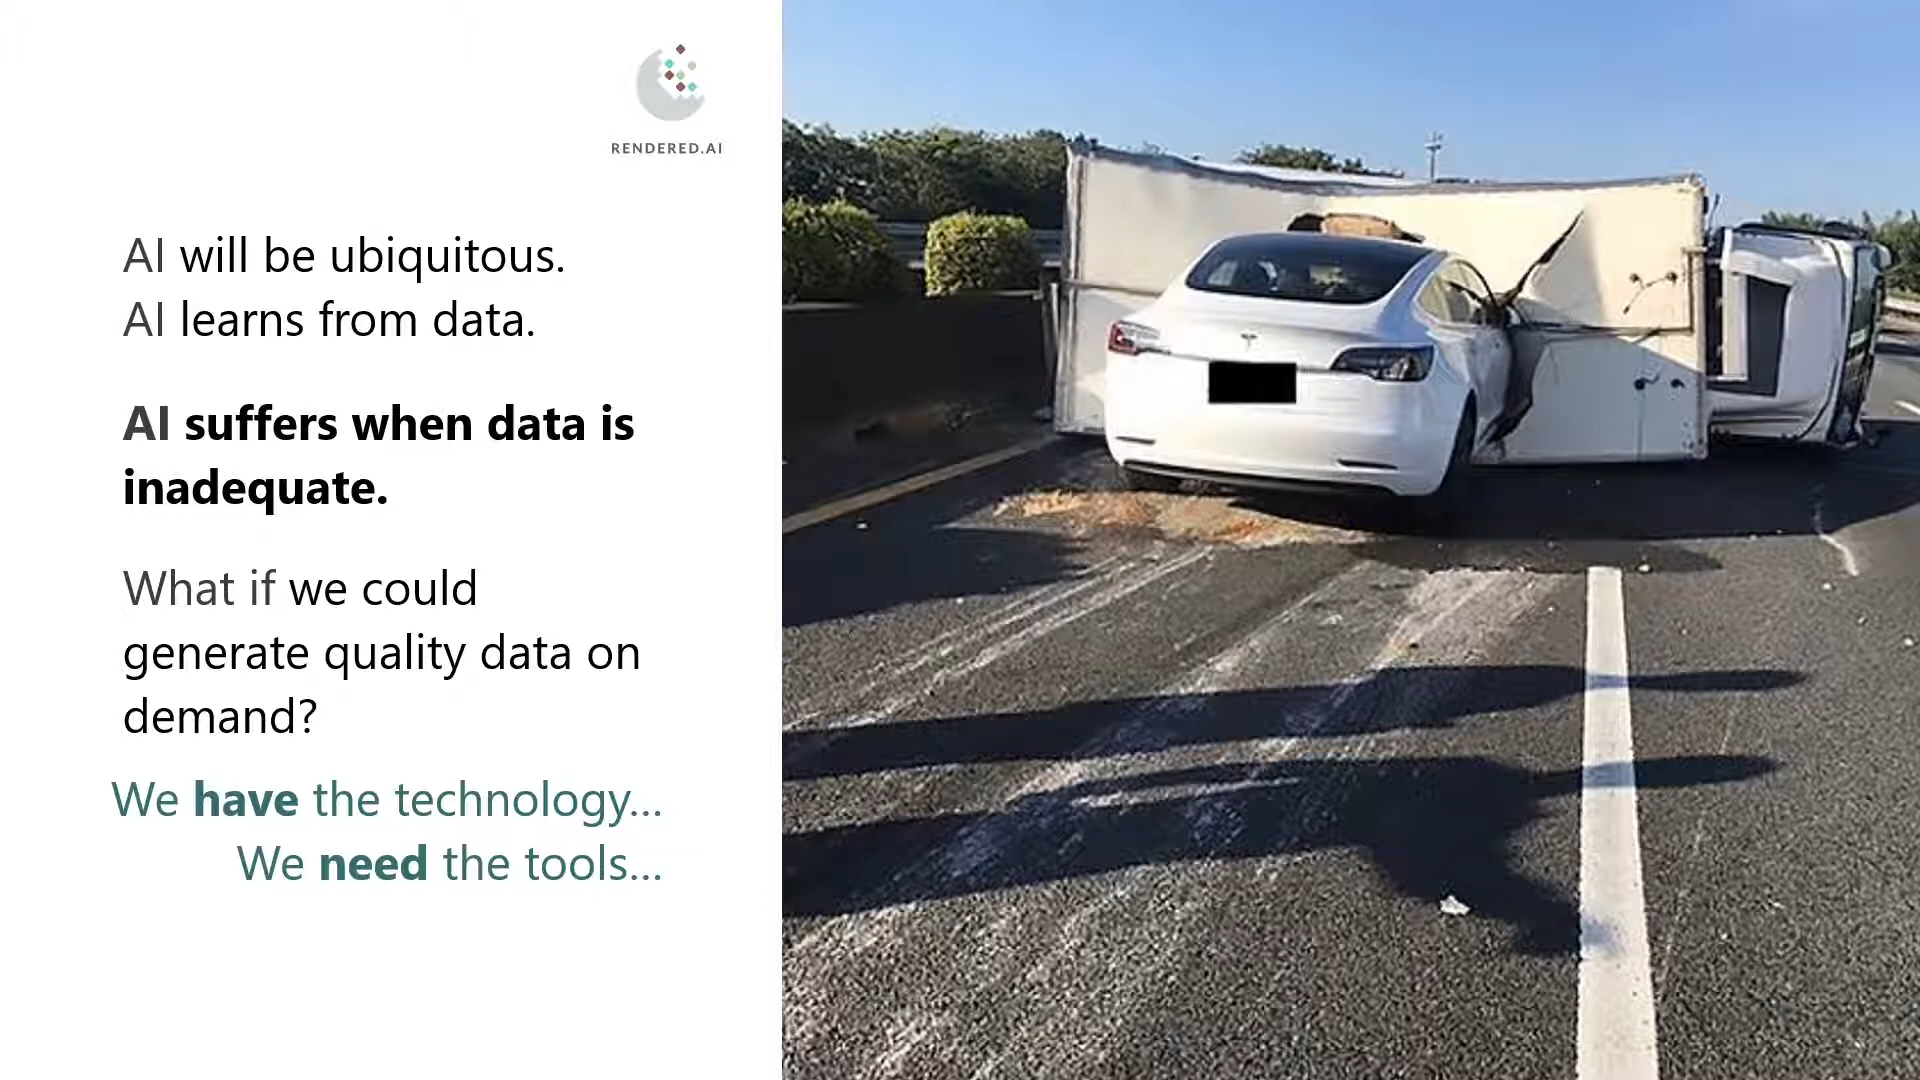 RENDERED.AI
AI will be ubiquitous.
AI learns from data.
AI suffers when data is
inadequate.
What if we could
generate quality data on
demand?
We have the technology...
We need the tools...